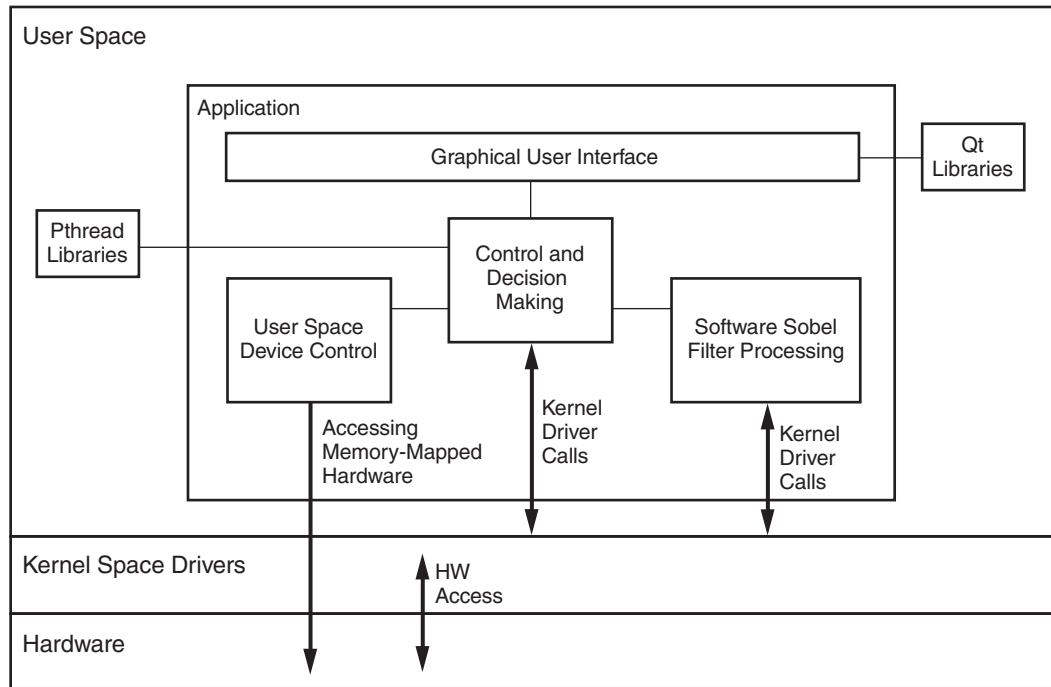 User Space
Application
Graphical User Interface
Qt
Libraries
Pthread
Libraries
Control and
Decision
Making
User Space
Device Control
Software Sobel
Filter Processing
Accessing
Memory-Mapped
Hardware
Kernel
Driver
Calls
Kernel
Driver
Calls
Kernel Space Drivers
HW
Access
Hardware